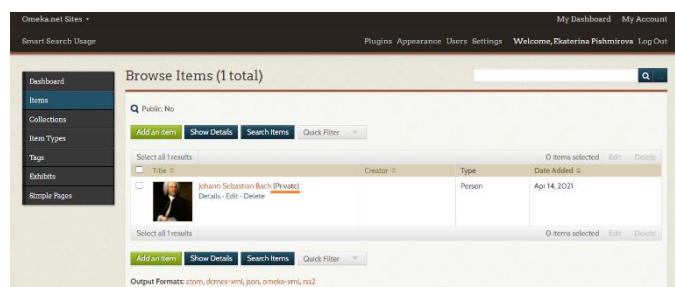 Omeka.net Sites
My Dashboard My Account
Smart Search Usage
Plugins Appearance Users Settings Welcome, Ekaterina Pishmirova Log Out
Dashboard
Items
Collections
Item Types
Tags
Exhibits
Simple Pages
Browse Items (1 total)
Public: No
Add an item Show Details Search Items Quick Filter
Select all 1 results 0 items selected Edit Delete
Title Creator Type Date Added
Johann Sebastian Bach (Private) Person Apr 14, 2021
Details - Edit - Delete
Select all 1 results 0 items selected Edit Delete
Add an item Show Details Search Items Quick Filter
Output Formats: atom, dcmes-xml, json, omeka-xml, rss2